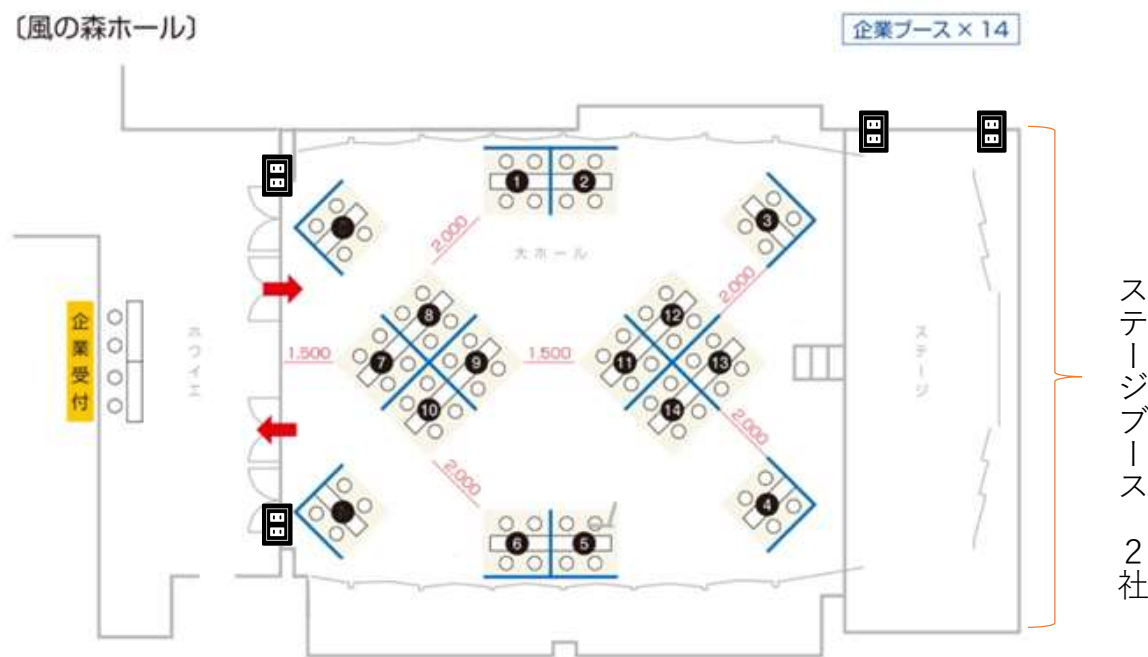 〔風の森ホール〕
企業ブース × 14
1
2
3
2,000
大ホール
2,000
企業受付
ホワイエ
8
12
1,500
7
9
1,500
11
13
ステージ
10
14
2,000
2,000
4
6
5
ステージブース 2社